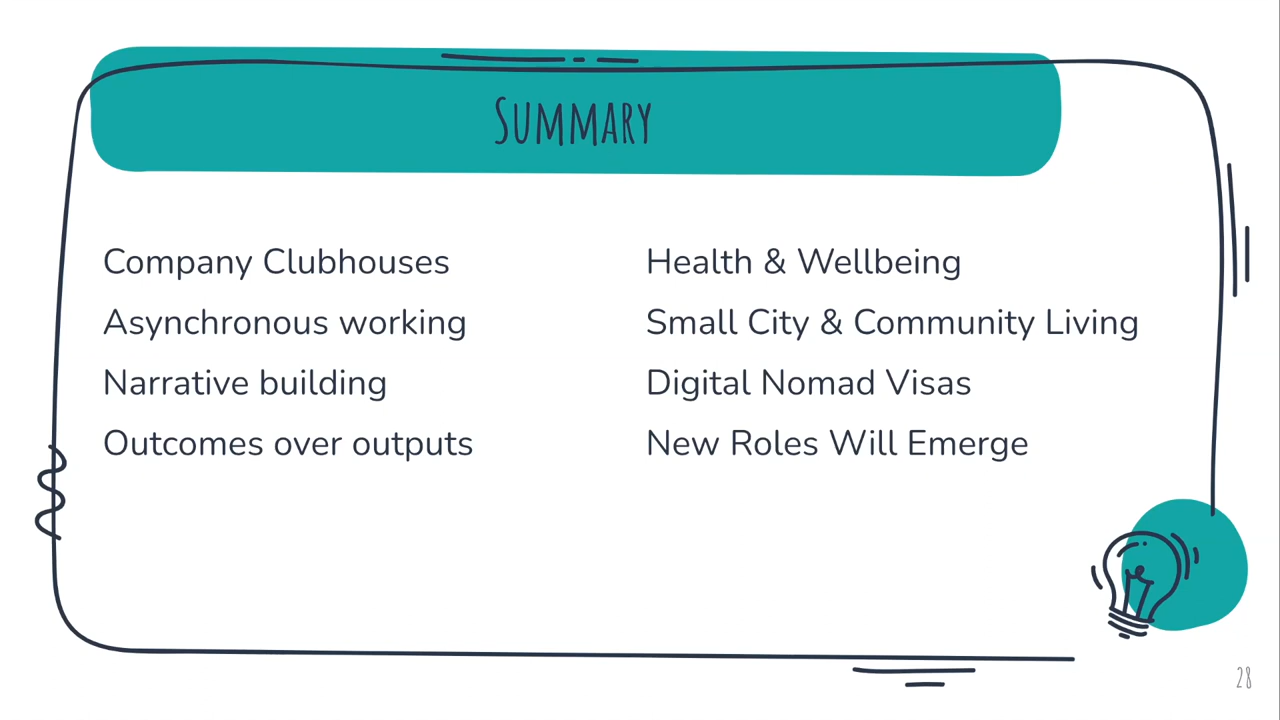 Summary
Company Clubhouses
Asynchronous working
Narrative building
Outcomes over outputs
Health & Wellbeing
Small City & Community Living
Digital Nomad Visas
New Roles Will Emerge
28